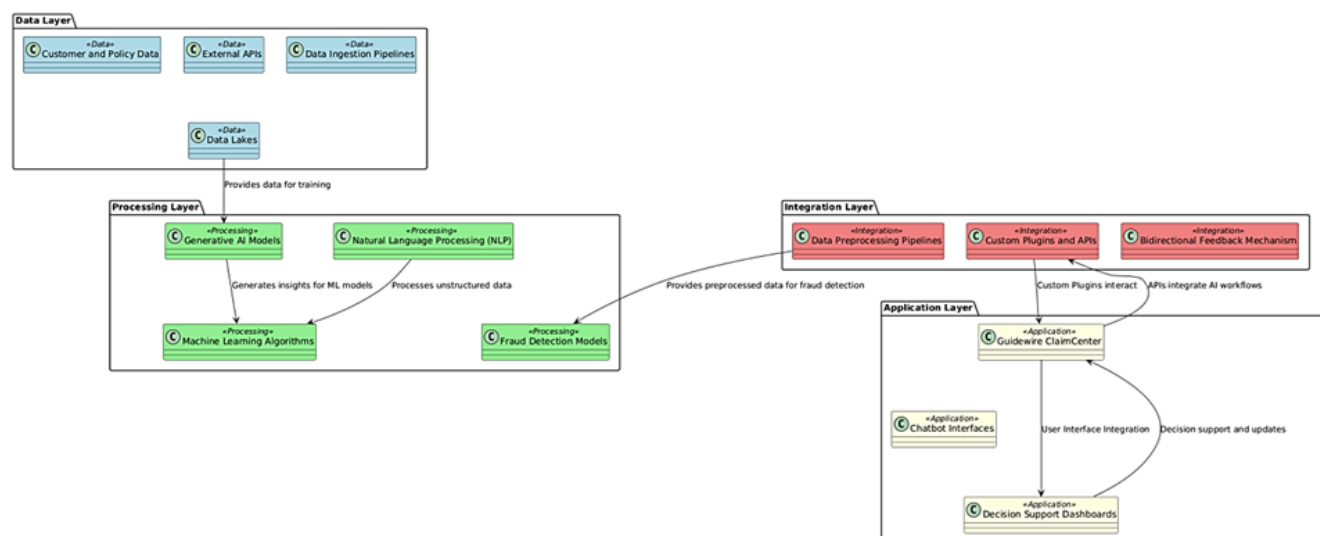 Data Layer
C «Data» Customer and Policy Data
C «Data» External APIs
C «Data» Data Ingestion Pipelines
C «Data» Data Lakes
Provides data for training
Processing Layer
C «Processing» Generative AI Models
C «Processing» Natural Language Processing (NLP)
Generates insights for ML models
Processes unstructured data
C «Processing» Machine Learning Algorithms
C «Processing» Fraud Detection Models
Provides preprocessed data for fraud detection
Integration Layer
C «Integration» Data Preprocessing Pipelines
C «Integration» Custom Plugins and APIs
C «Integration» Bidirectional Feedback Mechanism
Custom Plugins interact
APIs integrate AI workflows
Application Layer
C «Application» Guidewire ClaimCenter
C «Application» Chatbot Interfaces
User Interface Integration
Decision support and updates
C «Application» Decision Support Dashboards